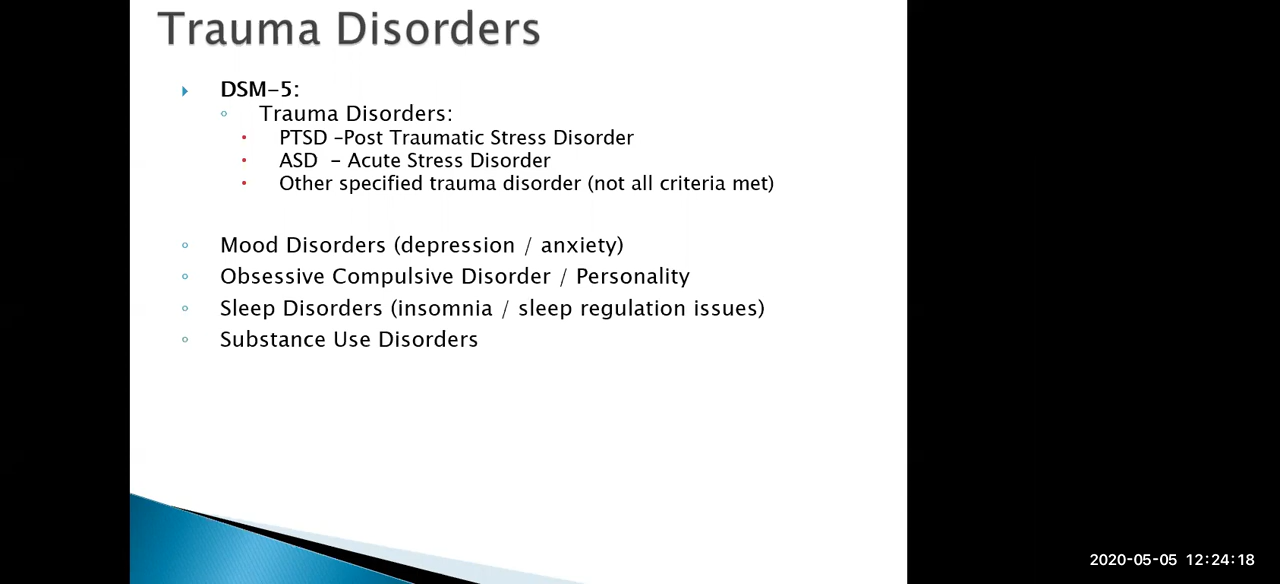 Trauma Disorders
DSM-5:
Trauma Disorders:
PTSD -Post Traumatic Stress Disorder
ASD - Acute Stress Disorder
Other specified trauma disorder (not all criteria met)
Mood Disorders (depression / anxiety)
Obsessive Compulsive Disorder / Personality
Sleep Disorders (insomnia / sleep regulation issues)
Substance Use Disorders
2020-05-05 12:24:18